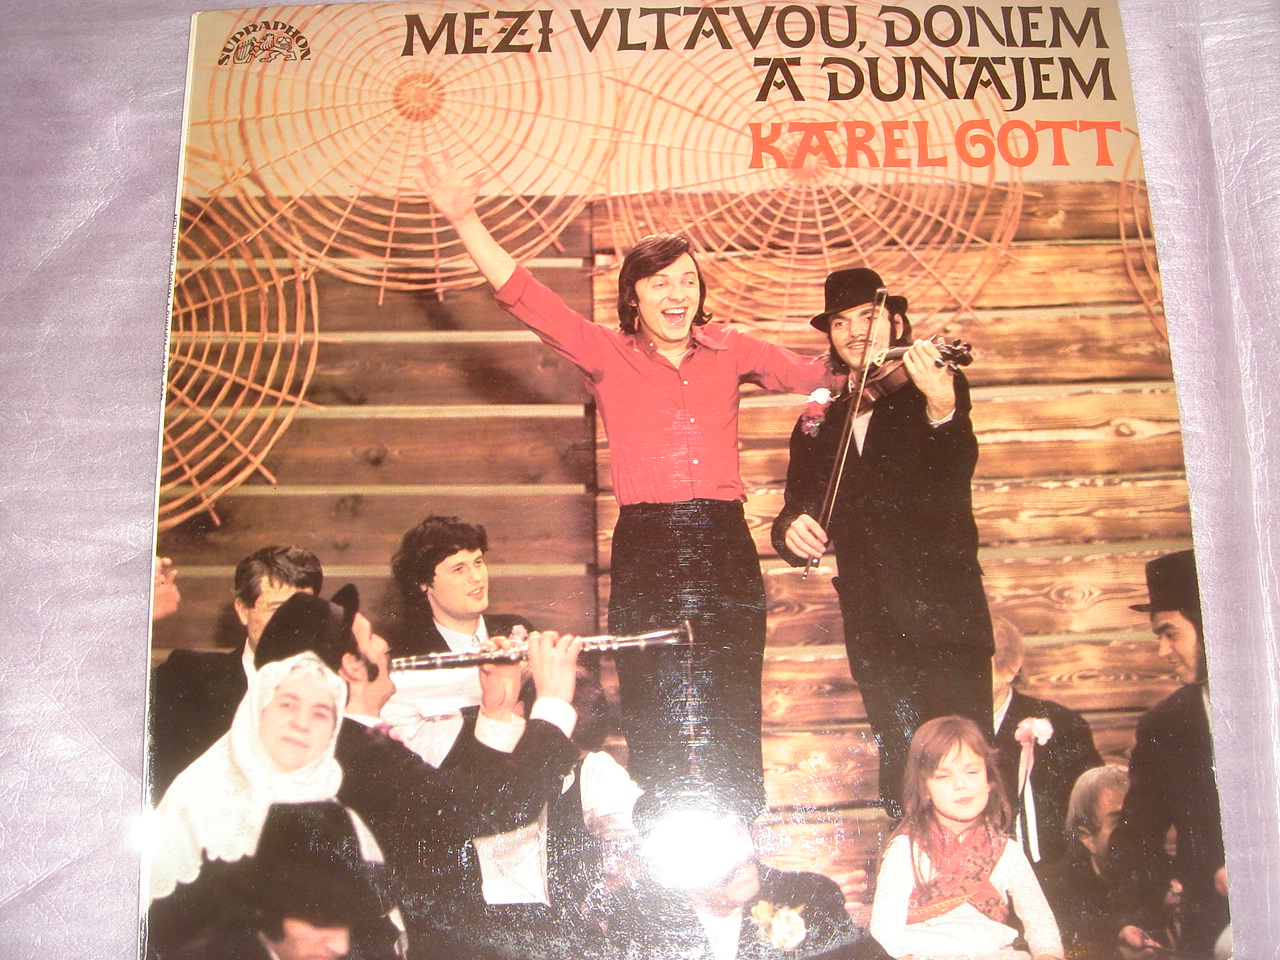 SUPRAPHON
MEZI VLTAVOU, DONEM
A DUNAJEM
KAREL GOTT